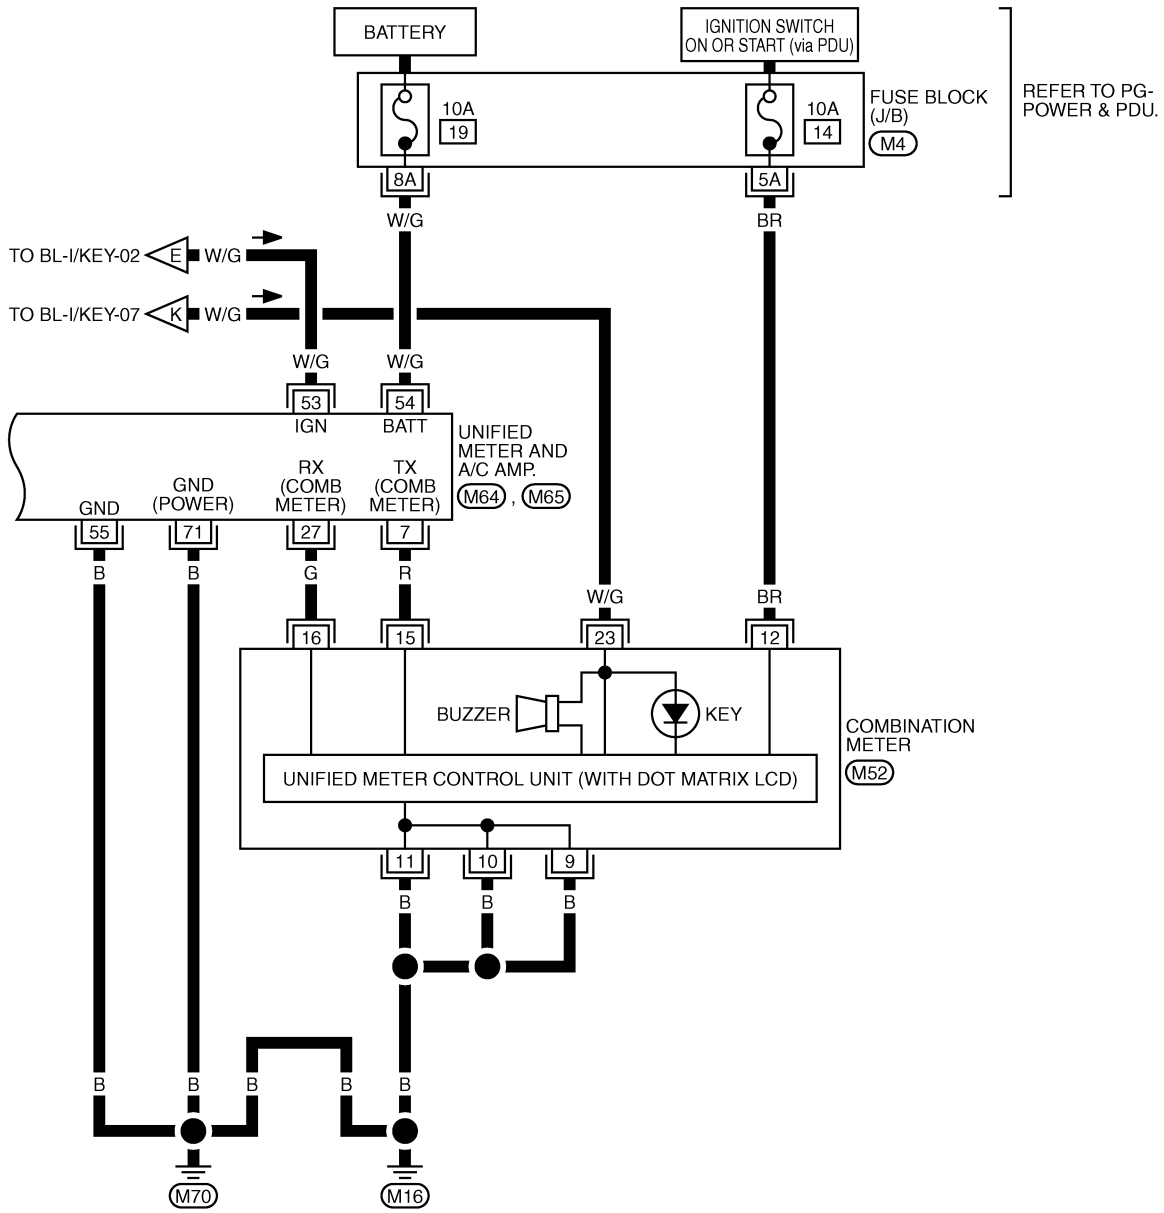 BATTERY
IGNITION SWITCH
ON OR START (via PDU)
10A
19
10A
14
FUSE BLOCK
(J/B)
M4
REFER TO PG-
POWER & PDU.
8A
5A
W/G
BR
TO BL-I/KEY-02
E
W/G
TO BL-I/KEY-07
K
W/G
W/G
W/G
53
54
IGN
BATT
UNIFIED
METER AND
A/C AMP.
M64 , M65
RX
(COMB
METER)
TX
(COMB
METER)
GND
(POWER)
GND
55
71
27
7
B
B
G
R
W/G
BR
16
15
23
12
BUZZER
KEY
COMBINATION
METER
M52
UNIFIED METER CONTROL UNIT (WITH DOT MATRIX LCD)
11
10
9
B
B
B
B
B
B
B
B
M70
M16